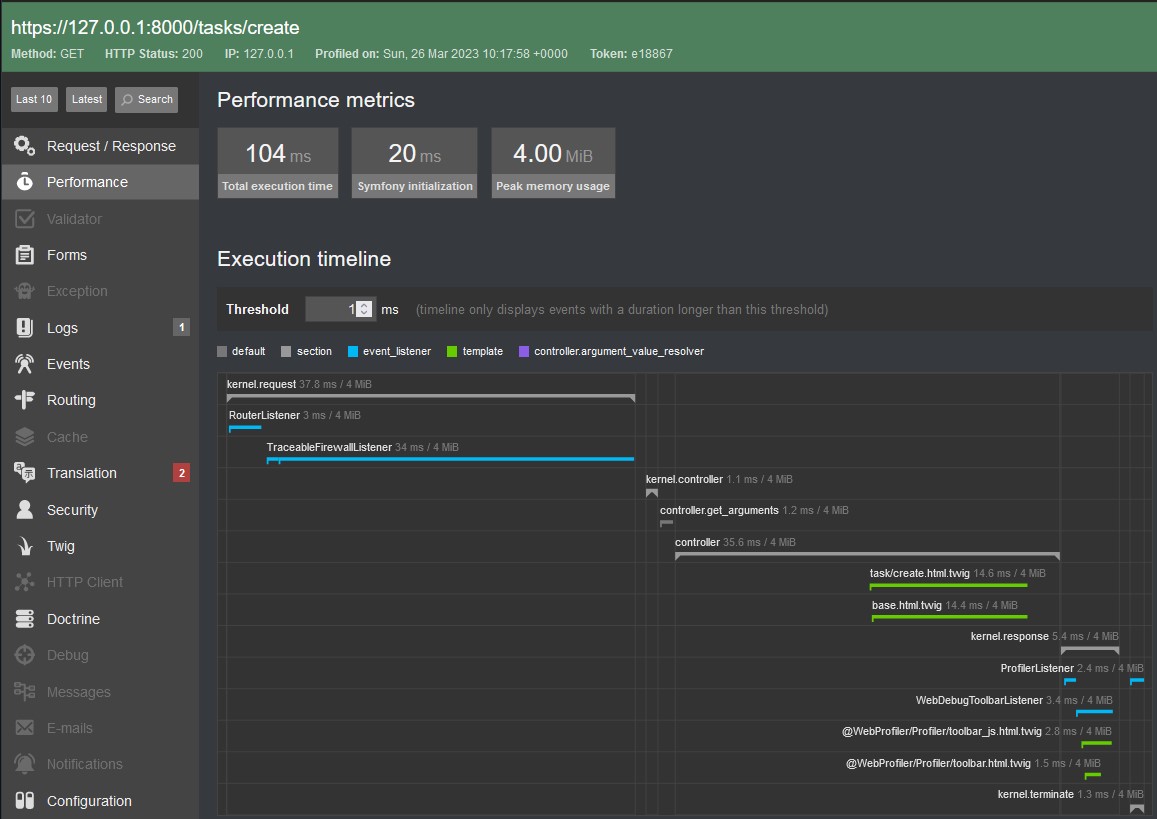 https://127.0.0.1:8000/tasks/create
Method: GET HTTP Status: 200 IP: 127.0.0.1 Profiled on: Sun, 26 Mar 2023 10:17:58 +0000 Token: e18867
Last 10 Latest Search
Request / Response
Performance
Validator
Forms
Exception
Logs 1
Events
Routing
Cache
Translation 2
Security
Twig
HTTP Client
Doctrine
Debug
Messages
E-mails
Notifications
Configuration
Performance metrics
104 ms 20 ms 4.00 MiB
Total execution time Symfony initialization Peak memory usage
Execution timeline
Threshold 1 ms (timeline only displays events with a duration longer than this threshold)
default section event_listener template controller.argument_value_resolver
kernel.request 37.8 ms / 4 MiB
RouterListener 3 ms / 4 MiB
TraceableFirewallListener 34 ms / 4 MiB
kernel.controller 1.1 ms / 4 MiB
controller.get_arguments 1.2 ms / 4 MiB
controller 35.6 ms / 4 MiB
task/create.html.twig 14.6 ms / 4 MiB
base.html.twig 14.4 ms / 4 MiB
kernel.response 5.4 ms / 4 MiB
ProfilerListener 2.4 ms / 4 MiB
WebDebugToolbarListener 3.4 ms / 4 MiB
@WebProfiler/Profiler/toolbar_js.html.twig 2.8 ms / 4 MiB
@WebProfiler/Profiler/toolbar.html.twig 1.5 ms / 4 MiB
kernel.terminate 1.3 ms / 4 MiB